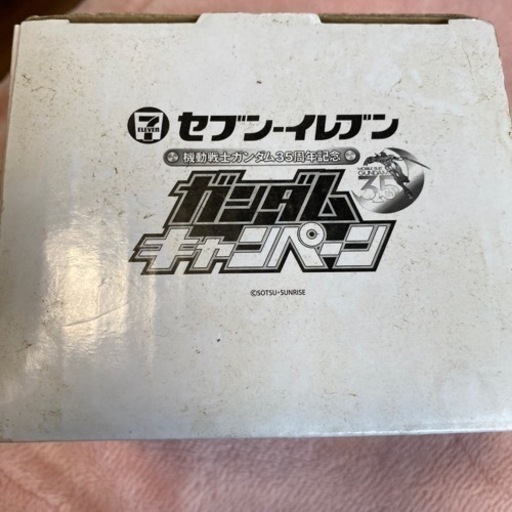 7
ELEVEN
セブン-イレブン
機動戦士ガンダム35周年記念
MOBILE SUIT
GUNDAM
35
ガンダム
キャンペーン
©SOTSU・SUNRISE